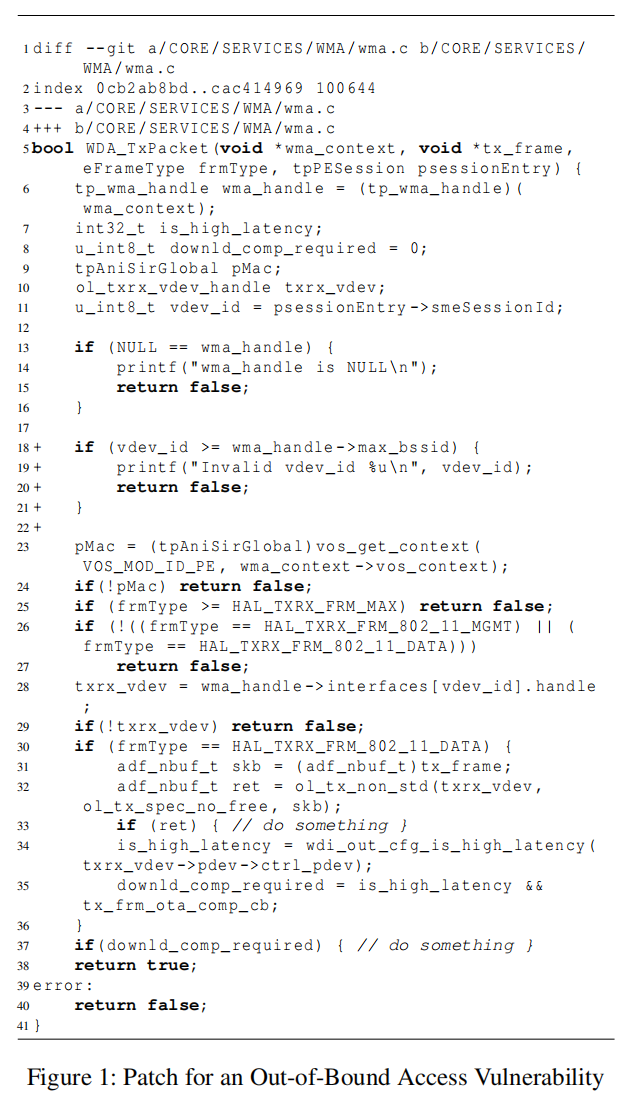 1 diff --git a/CORE/SERVICES/WMA/wma.c b/CORE/SERVICES/
WMA/wma.c
2 index 0cb2ab8bd..cac414969 100644
3 --- a/CORE/SERVICES/WMA/wma.c
4 +++ b/CORE/SERVICES/WMA/wma.c
5 bool WDA_TxPacket(void *wma_context, void *tx_frame,
eFrameType frmType, tpPESession psessionEntry) {
6 tp_wma_handle wma_handle = (tp_wma_handle)(
wma_context);
7 int32_t is_high_latency;
8 u_int8_t downld_comp_required = 0;
9 tpAniSirGlobal pMac;
10 ol_txrx_vdev_handle txrx_vdev;
11 u_int8_t vdev_id = psessionEntry->smeSessionId;
12
13 if (NULL == wma_handle) {
14 printf("wma_handle is NULL\n");
15 return false;
16 }
17
18 + if (vdev_id >= wma_handle->max_bssid) {
19 + printf("Invalid vdev_id %u\n", vdev_id);
20 + return false;
21 + }
22 +
23 pMac = (tpAniSirGlobal)vos_get_context(
VOS_MOD_ID_PE, wma_context->vos_context);
24 if(!pMac) return false;
25 if (frmType >= HAL_TXRX_FRM_MAX) return false;
26 if (!((frmType == HAL_TXRX_FRM_802_11_MGMT) || (
frmType == HAL_TXRX_FRM_802_11_DATA)))
27 return false;
28 txrx_vdev = wma_handle->interfaces[vdev_id].handle
;
29 if(!txrx_vdev) return false;
30 if (frmType == HAL_TXRX_FRM_802_11_DATA) {
31 adf_nbuf_t skb = (adf_nbuf_t)tx_frame;
32 adf_nbuf_t ret = ol_tx_non_std(txrx_vdev,
ol_tx_spec_no_free, skb);
33 if (ret) { // do something }
34 is_high_latency = wdi_out_cfg_is_high_latency(
txrx_vdev->pdev->ctrl_pdev);
35 downld_comp_required = is_high_latency &&
tx_frm_ota_comp_cb;
36 }
37 if(downld_comp_required) { // do something }
38 return true;
39 error:
40 return false;
41 }
Figure 1: Patch for an Out-of-Bound Access Vulnerability